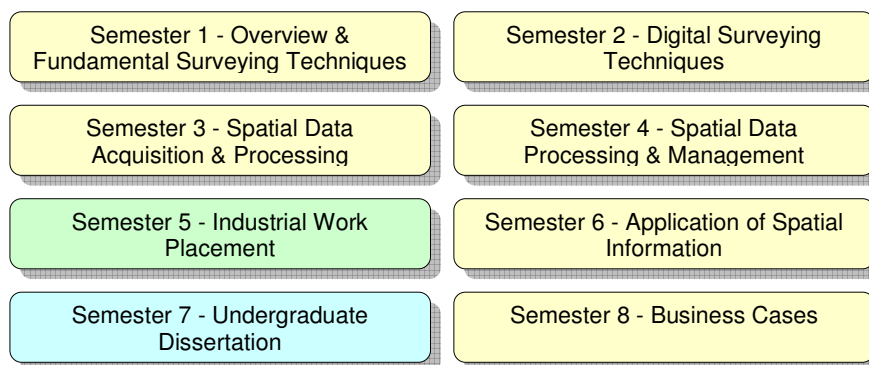 Semester 1 - Overview &
Fundamental Surveying Techniques
Semester 2 - Digital Surveying
Techniques
Semester 3 - Spatial Data
Acquisition & Processing
Semester 4 - Spatial Data
Processing & Management
Semester 5 - Industrial Work
Placement
Semester 6 - Application of Spatial
Information
Semester 7 - Undergraduate
Dissertation
Semester 8 - Business Cases